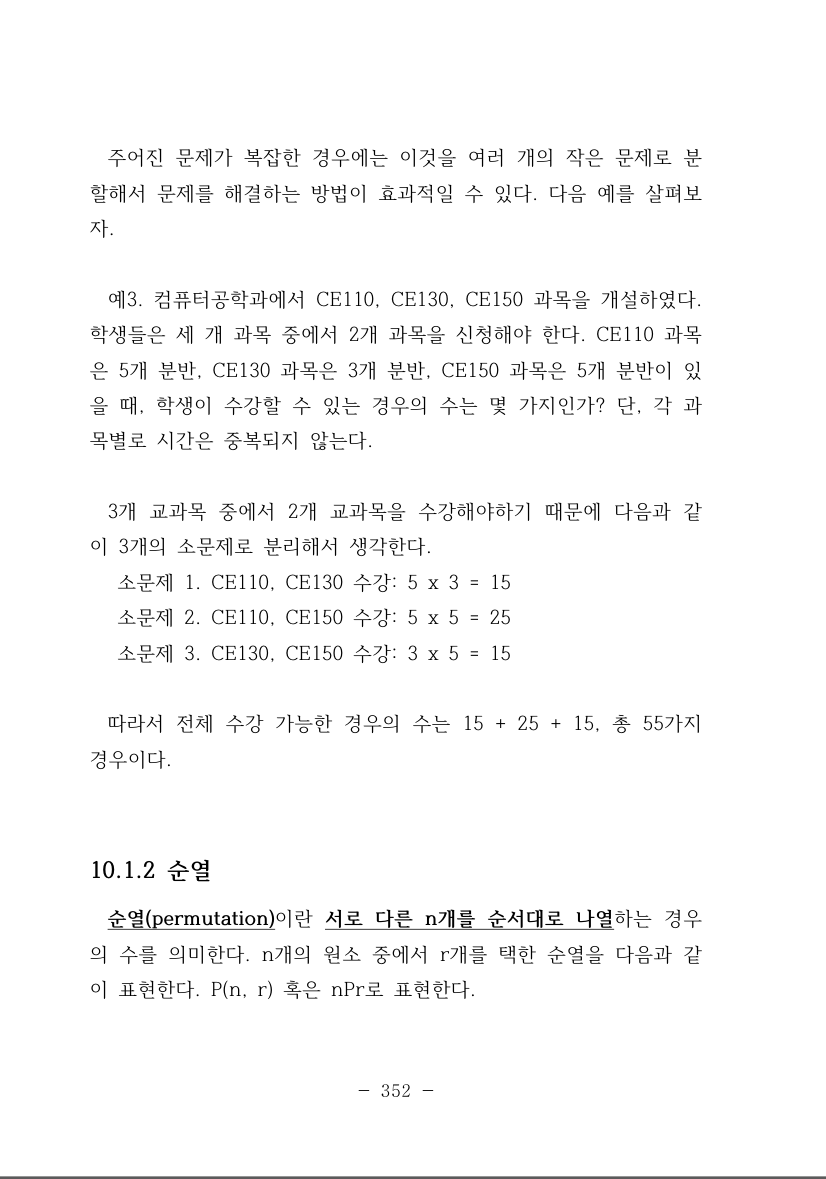 주어진 문제가 복잡한 경우에는 이것을 여러 개의 작은 문제로 분
할해서 문제를 해결하는 방법이 효과적일 수 있다. 다음 예를 살펴보
자.
예3. 컴퓨터공학과에서 CE110, CE130, CE150 과목을 개설하였다.
학생들은 세 개 과목 중에서 2개 과목을 신청해야 한다. CE110 과목
은 5개 분반, CE130 과목은 3개 분반, CE150 과목은 5개 분반이 있
을 때, 학생이 수강할 수 있는 경우의 수는 몇 가지인가? 단, 각 과
목별로 시간은 중복되지 않는다.
3개 교과목 중에서 2개 교과목을 수강해야하기 때문에 다음과 같
이 3개의 소문제로 분리해서 생각한다.
소문제 1. CE110, CE130 수강: 5 x 3 = 15
소문제 2. CE110, CE150 수강: 5 x 5 = 25
소문제 3. CE130, CE150 수강: 3 x 5 = 15
따라서 전체 수강 가능한 경우의 수는 15 + 25 + 15, 총 55가지
경우이다.
10.1.2 순열
순열(permutation)이란 서로 다른 n개를 순서대로 나열하는 경우
의 수를 의미한다. n개의 원소 중에서 r개를 택한 순열을 다음과 같
이 표현한다. P(n, r) 혹은 nPr로 표현한다.
- 352 -